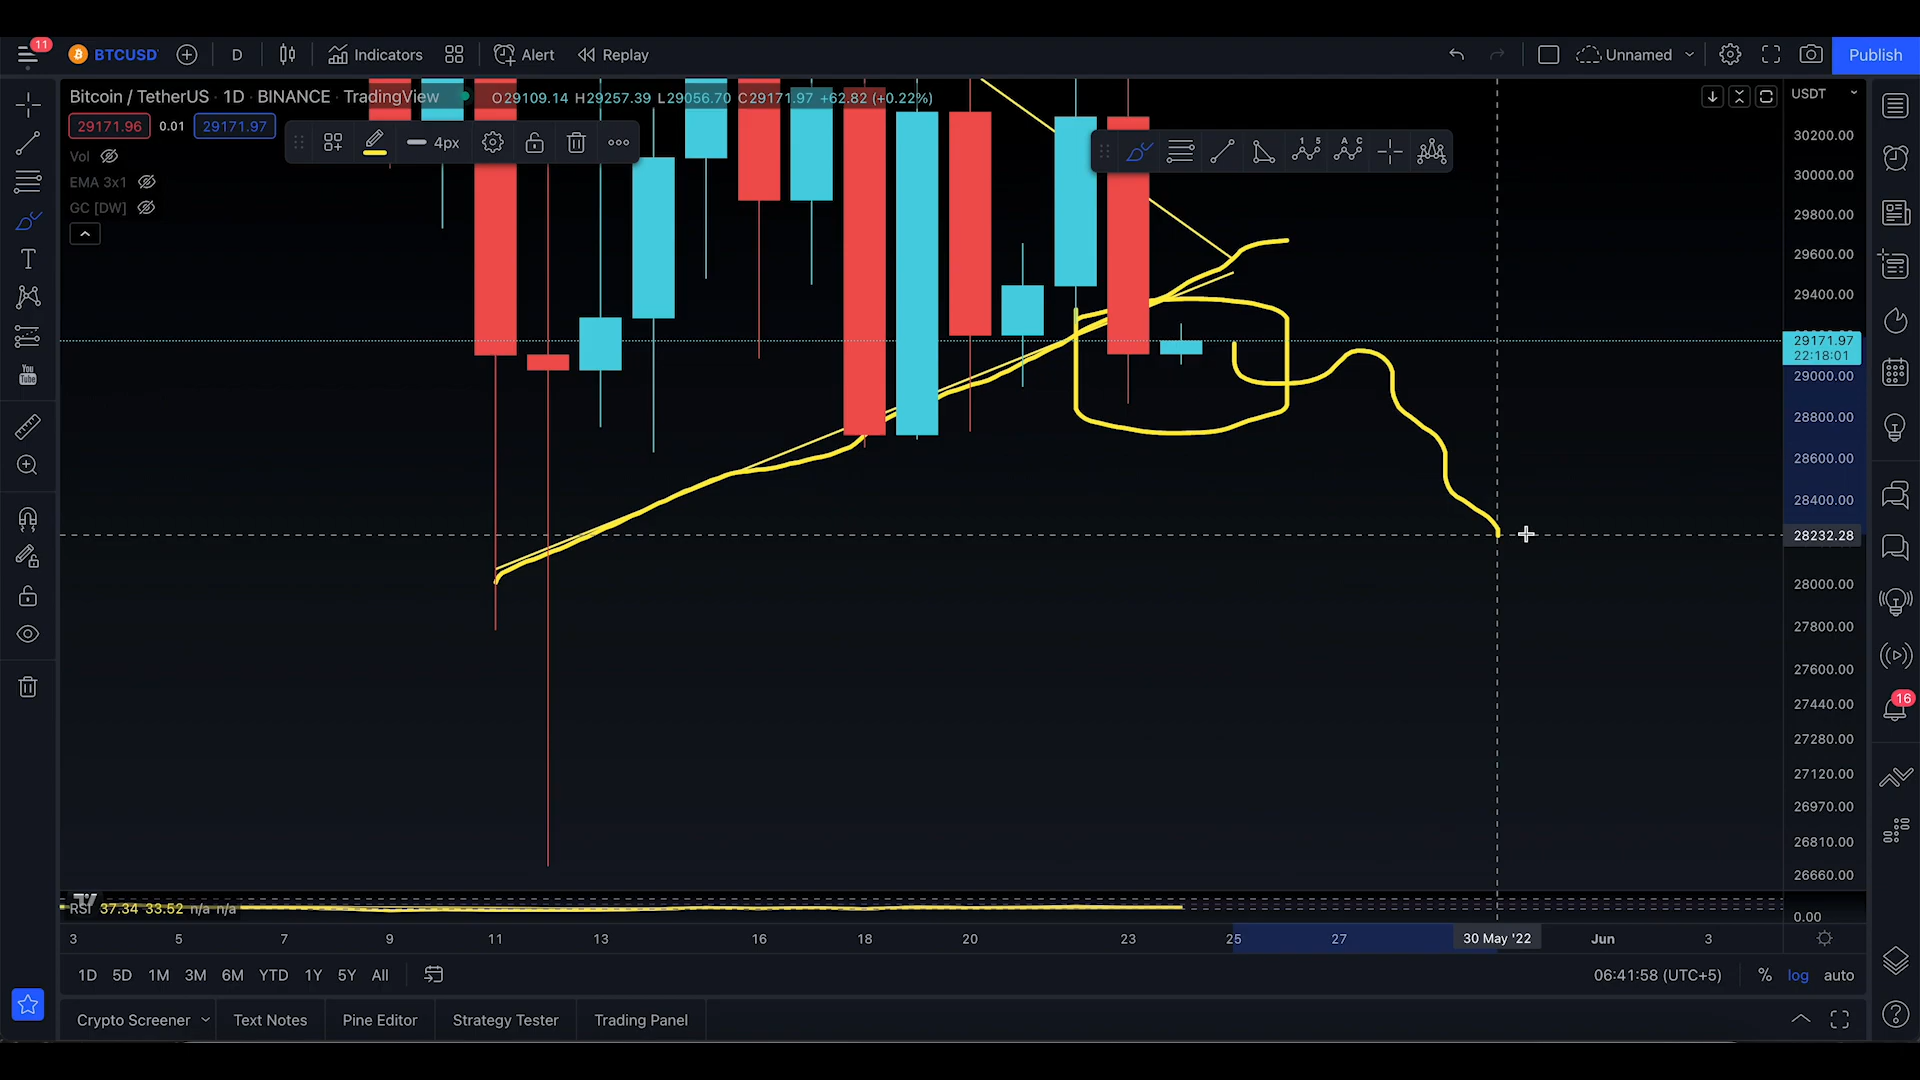 11
BTCUSD
D
Indicators
Alert
Replay
Unnamed
Publish
Bitcoin / TetherUS · 1D · BINANCE · TradingView
O29109.14 H29257.39 L29056.70 C29171.97 +62.82 (+0.22%)
USDT
29171.96
0.01
29171.97
4px
1 5
A C
Vol
EMA 3x1
GC [DW]
30200.00
30000.00
29800.00
29600.00
29400.00
29171.97
22:18:01
29000.00
28800.00
28600.00
28400.00
28232.28
28000.00
27800.00
27600.00
27440.00
27280.00
27120.00
26970.00
26810.00
26660.00
0.00
T
You
Tube
16
RSI 37.34 33.52 n/a n/a
3 5 7 9 11 13 16 18 20 23 25 27 30 May '22 Jun 3
1D 5D 1M 3M 6M YTD 1Y 5Y All
06:41:58 (UTC+5) % log auto
Crypto Screener Text Notes Pine Editor Strategy Tester Trading Panel